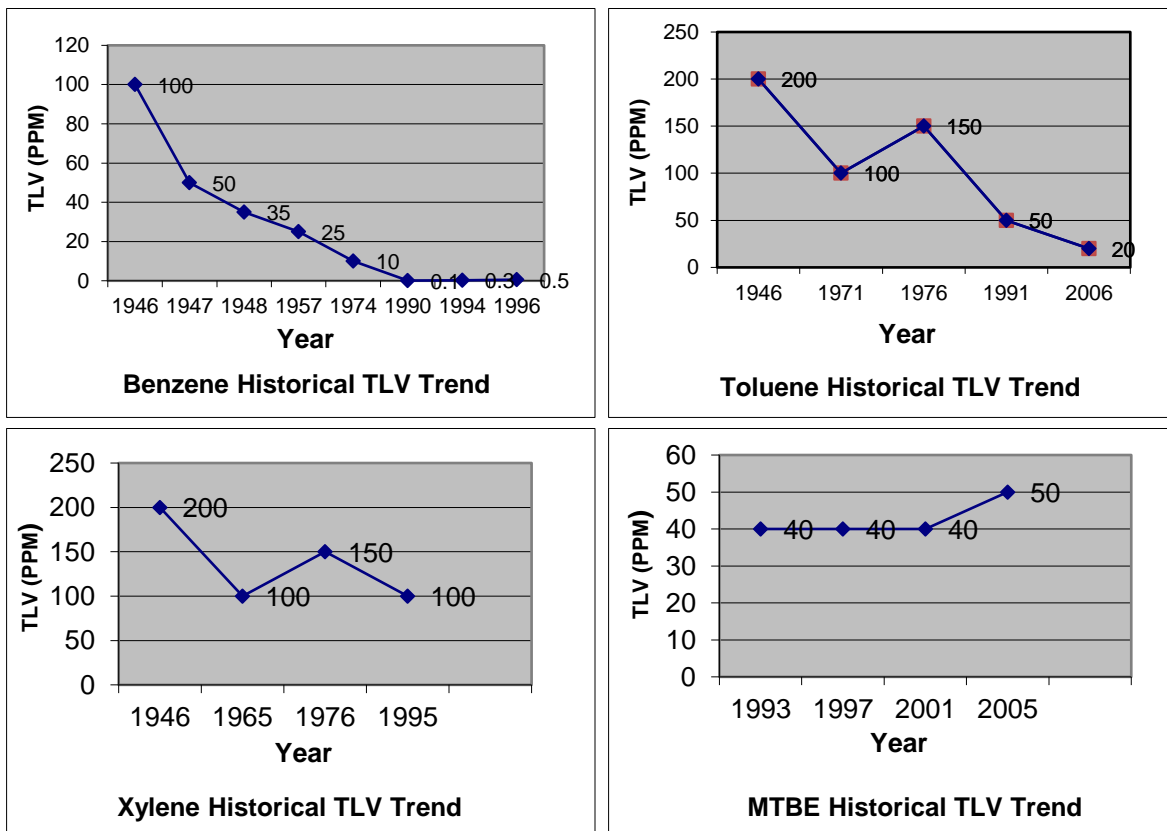 120
100
80
60
40
20
0
TLV (PPM)
100
50
35
25
10
0.1
0.3
0.5
1946 1947 1948 1957 1974 1990 1994 1996
Year
Benzene Historical TLV Trend
250
200
150
100
50
0
TLV (PPM)
200
100
150
50
20
1946 1971 1976 1991 2006
Year
Toluene Historical TLV Trend
250
200
150
100
50
0
TLV (PPM)
200
100
150
100
1946 1965 1976 1995
Year
Xylene Historical TLV Trend
60
50
40
30
20
10
0
TLV (PPM)
40
40
40
50
1993 1997 2001 2005
Year
MTBE Historical TLV Trend